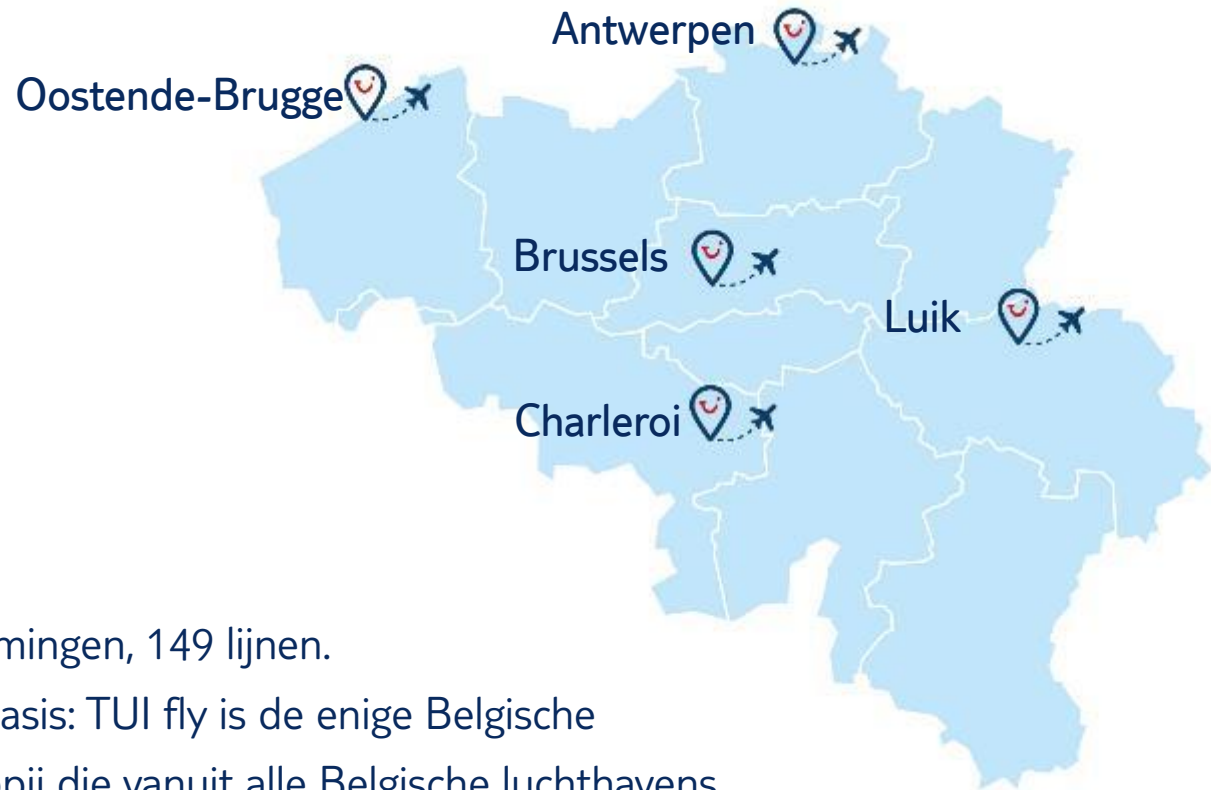 Antwerpen
Oostende-Brugge
Brussels
Luik
Charleroi
mingen, 149 lijnen.
asis: TUI fly is de enige Belgische
pij die vanuit alle Belgische luchthavens